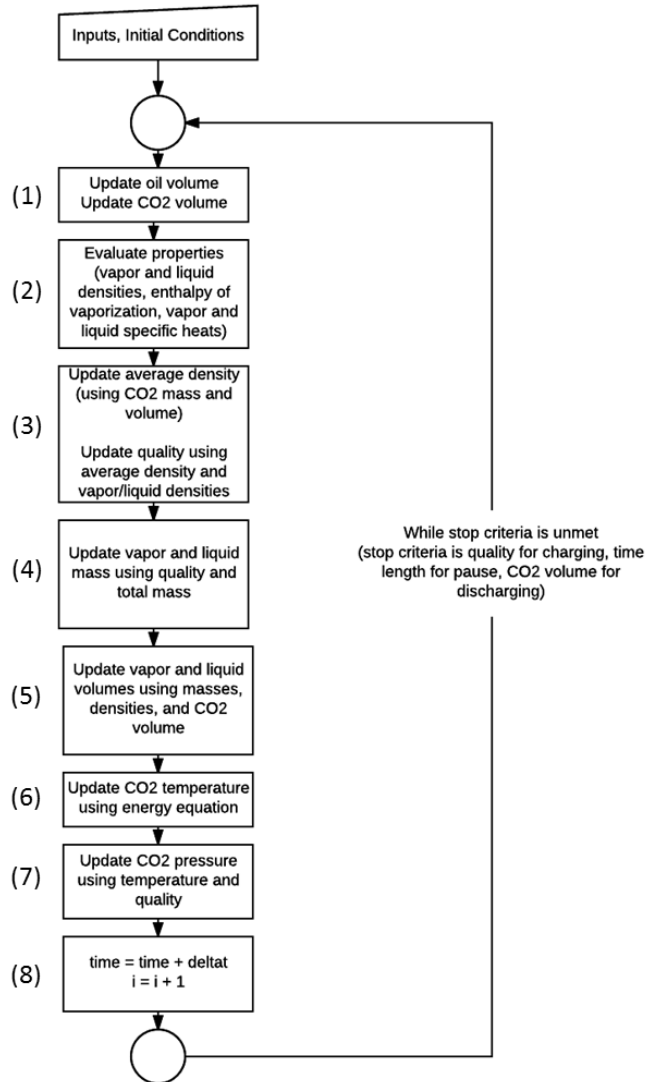 Inputs, Initial Conditions
(1)
Update oil volume
Update CO2 volume
(2)
Evaluate properties
(vapor and liquid
densities, enthalpy of
vaporization, vapor and
liquid specific heats)
(3)
Update average density
(using CO2 mass and
volume)
Update quality using
average density and
vapor/liquid densities
While stop criteria is unmet
(stop criteria is quality for charging, time
length for pause, CO2 volume for
discharging)
(4)
Update vapor and liquid
mass using quality and
total mass
(5)
Update vapor and liquid
volumes using masses,
densities, and CO2
volume
(6)
Update CO2 temperature
using energy equation
(7)
Update CO2 pressure
using temperature and
quality
(8)
time = time + deltat
i = i + 1